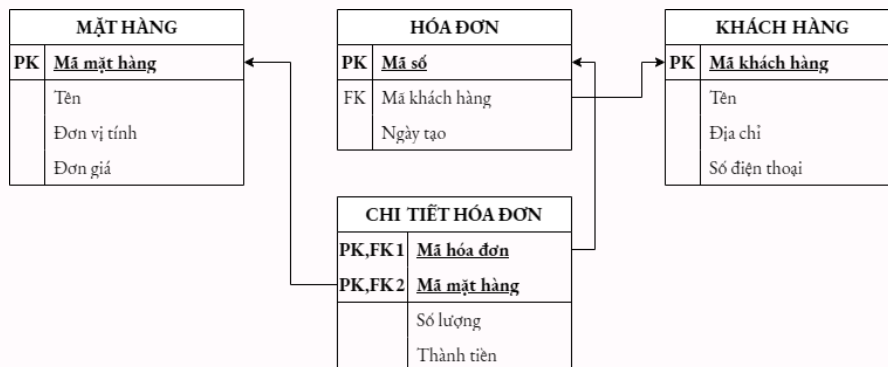 MẶT HÀNG
PK Mã mặt hàng
Tên
Đơn vị tính
Đơn giá
HÓA ĐƠN
PK Mã số
FK Mã khách hàng
Ngày tạo
KHÁCH HÀNG
PK Mã khách hàng
Tên
Địa chỉ
Số điện thoại
CHI TIẾT HÓA ĐƠN
PK,FK1 Mã hóa đơn
PK,FK2 Mã mặt hàng
Số lượng
Thành tiền